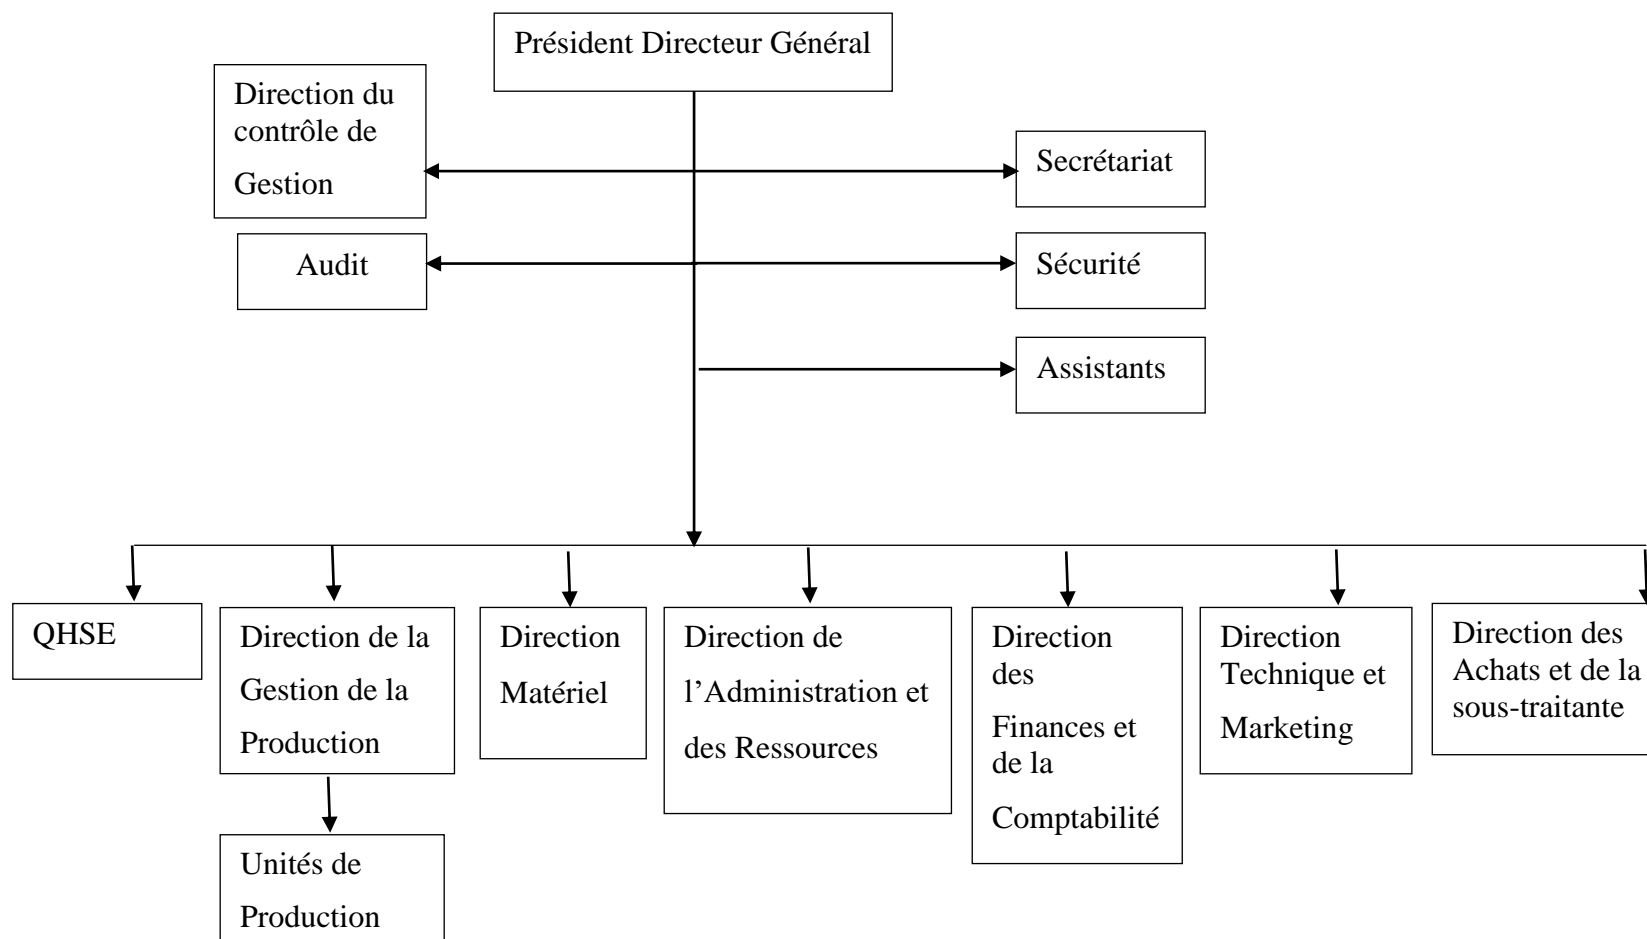 Président Directeur Général
Direction du
contrôle de
Gestion
Secrétariat
Audit
Sécurité
Assistants
QHSE
Direction de la
Gestion de la
Production
Direction
Matériel
Direction de
l’Administration et
des Ressources
Direction
des
Finances et
de la
Comptabilité
Direction
Technique et
Marketing
Direction des
Achats et de la
sous-traitante
Unités de
Production